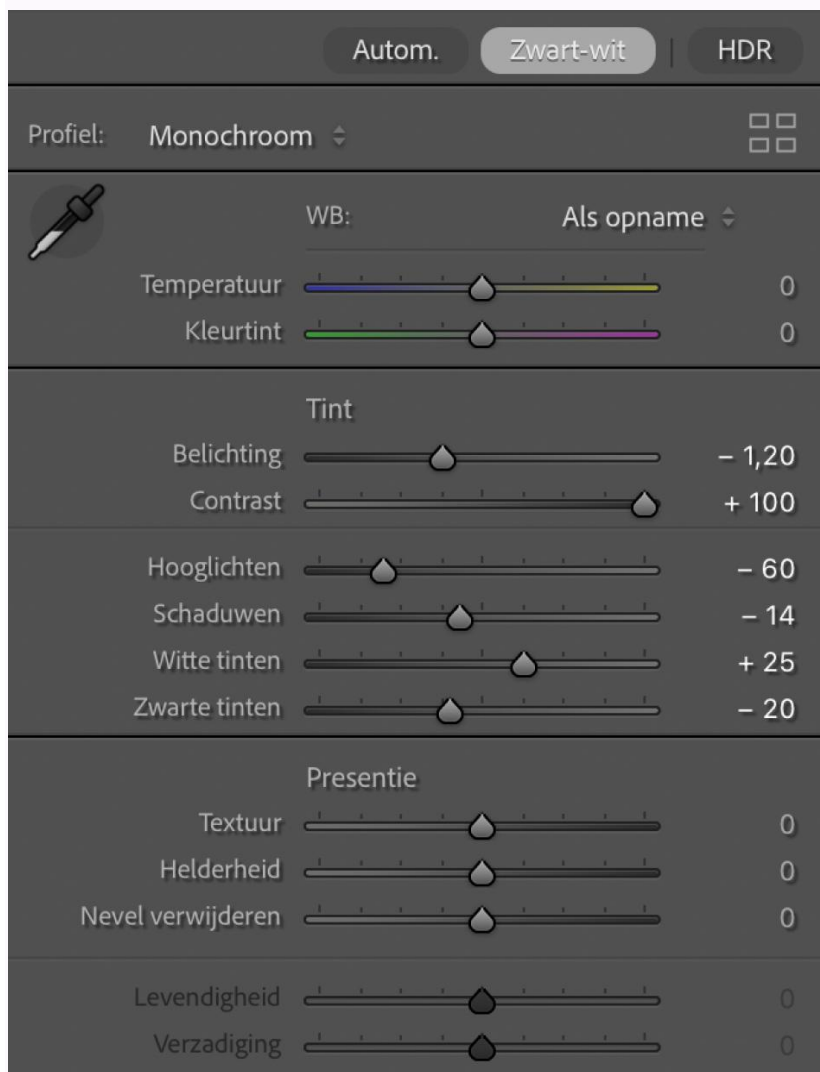 Autom. Zwart-wit | HDR
Profiel: Monochroom
WB: Als opname
Temperatuur 0
Kleurtint 0
Tint
Belichting – 1,20
Contrast + 100
Hooglichten – 60
Schaduwen – 14
Witte tinten + 25
Zwarte tinten – 20
Presentie
Textuur 0
Helderheid 0
Nevel verwijderen 0
Levendigheid 0
Verzadiging 0